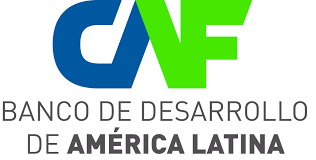 CAF
BANCO DE DESARROLLO
DE AMÉRICA LATINA